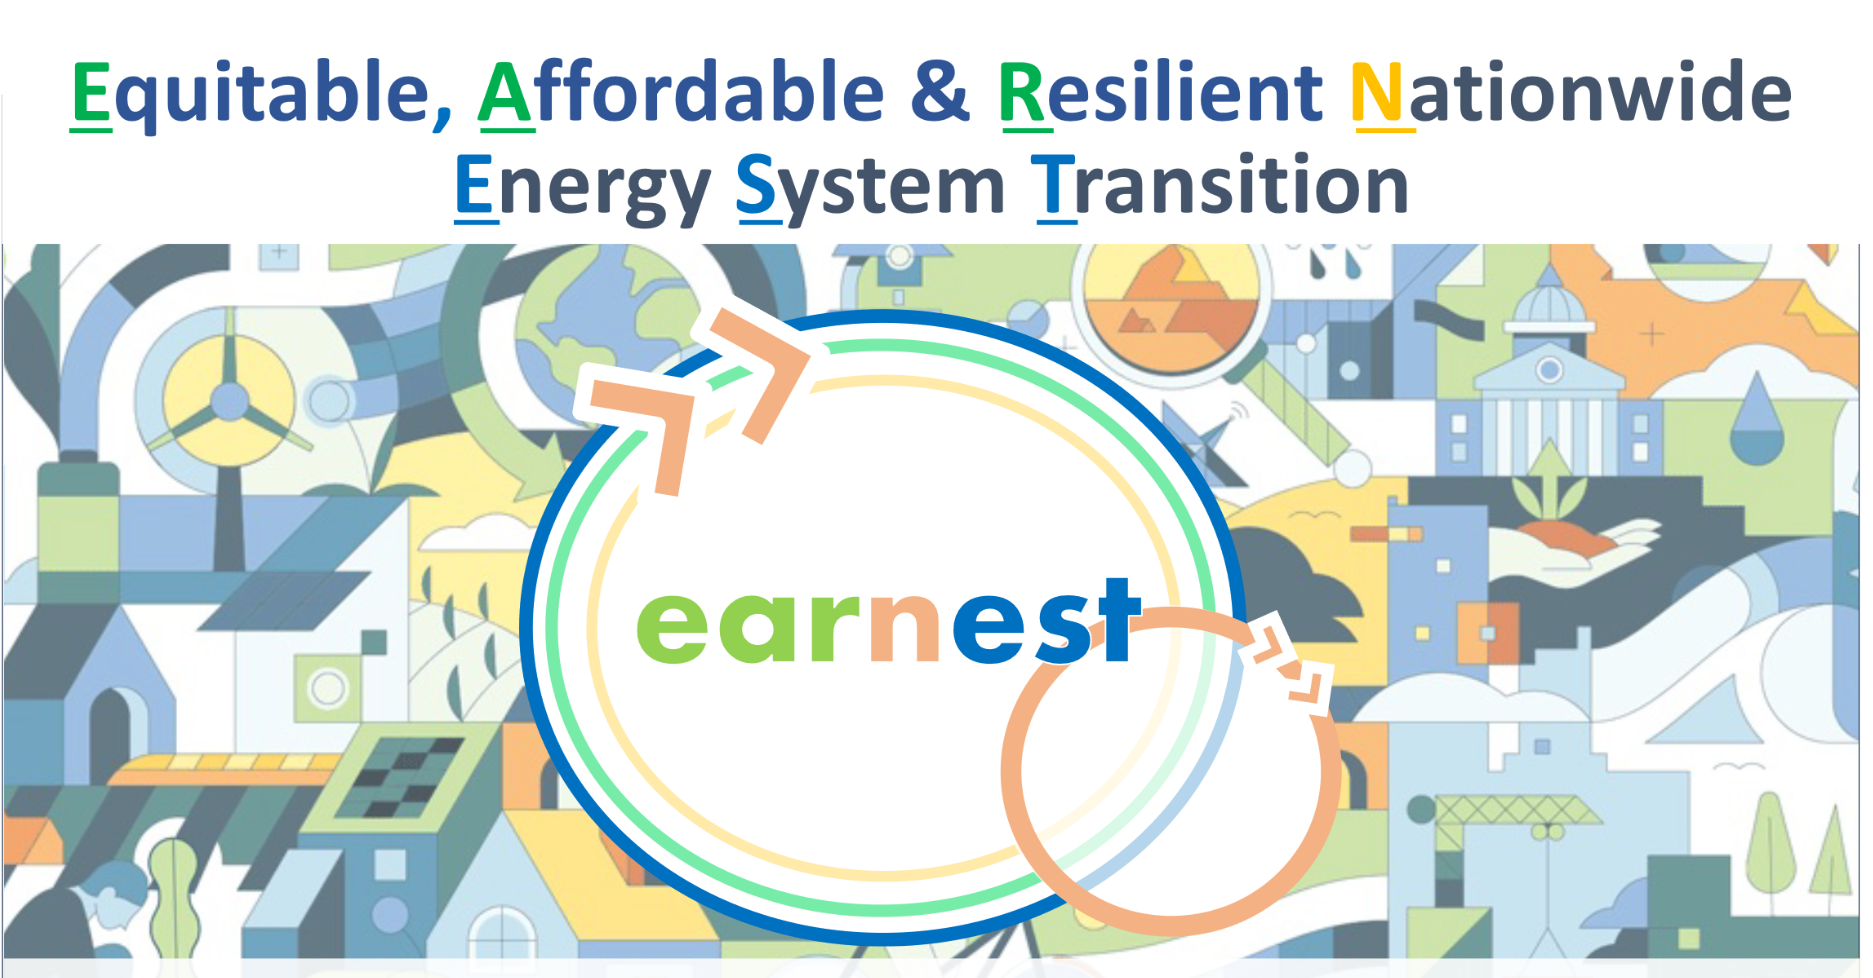 Equitable, Affordable & Resilient Nationwide
Energy System Transition
earnest